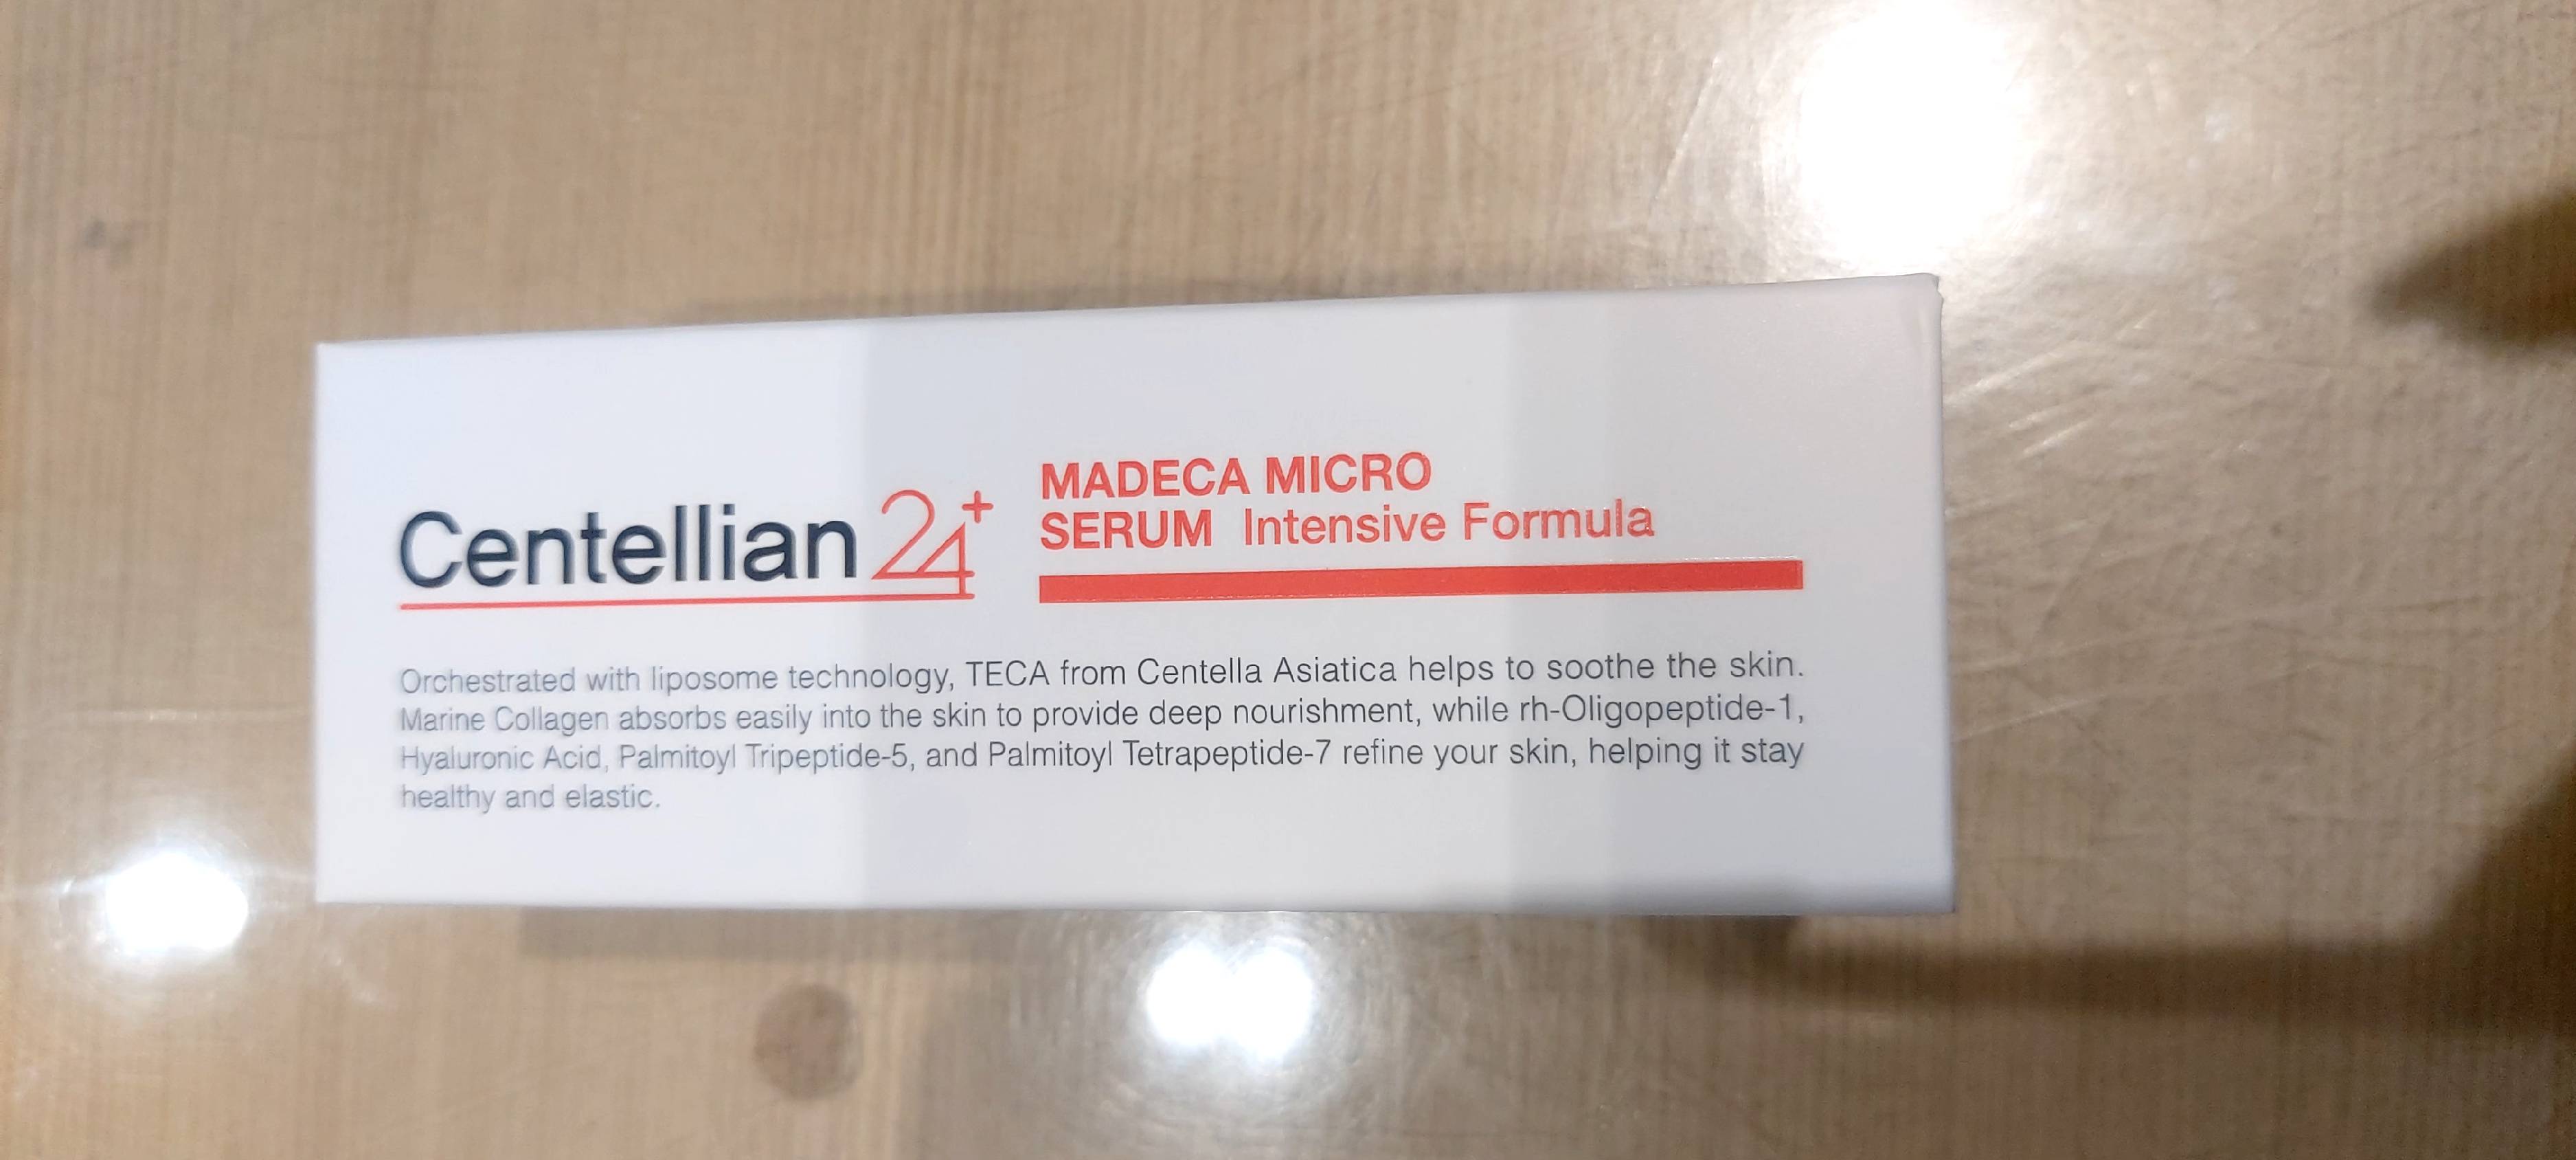 Centellian 24+
MADECA MICRO
SERUM Intensive Formula
Orchestrated with liposome technology, TECA from Centella Asiatica helps to soothe the skin.
Marine Collagen absorbs easily into the skin to provide deep nourishment, while rh-Oligopeptide-1,
Hyaluronic Acid, Palmitoyl Tripeptide-5, and Palmitoyl Tetrapeptide-7 refine your skin, helping it stay
healthy and elastic.